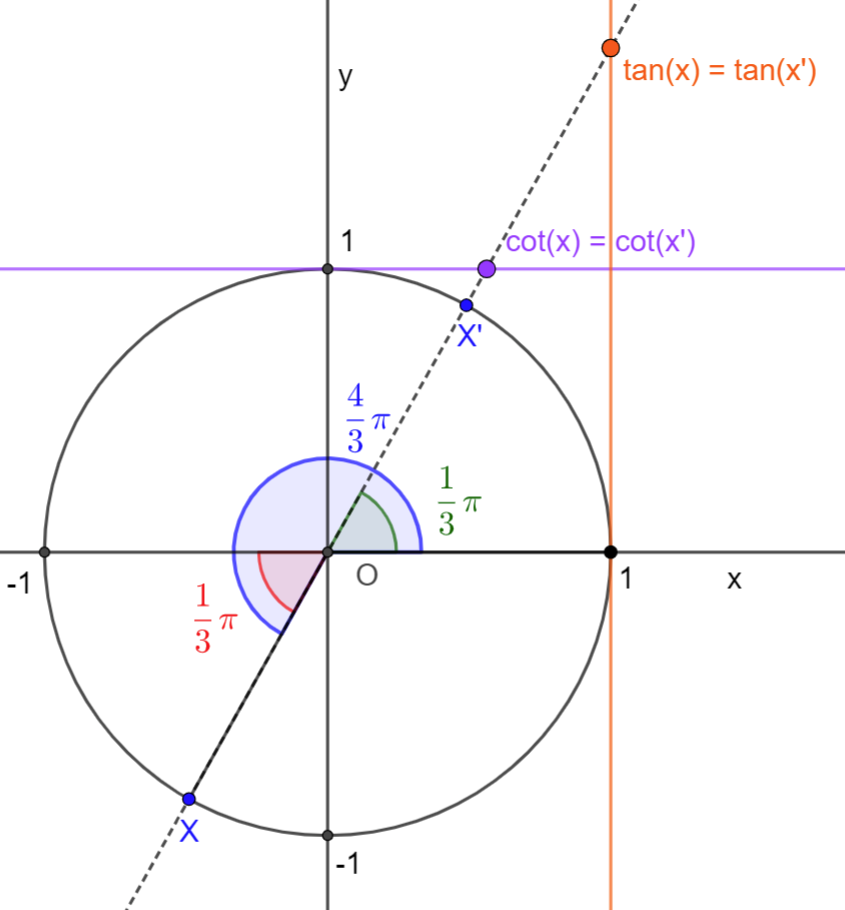 y
tan(x) = tan(x')
1
cot(x) = cot(x')
X'
4/3 π
1/3 π
O
-1
1
x
1/3 π
X
-1